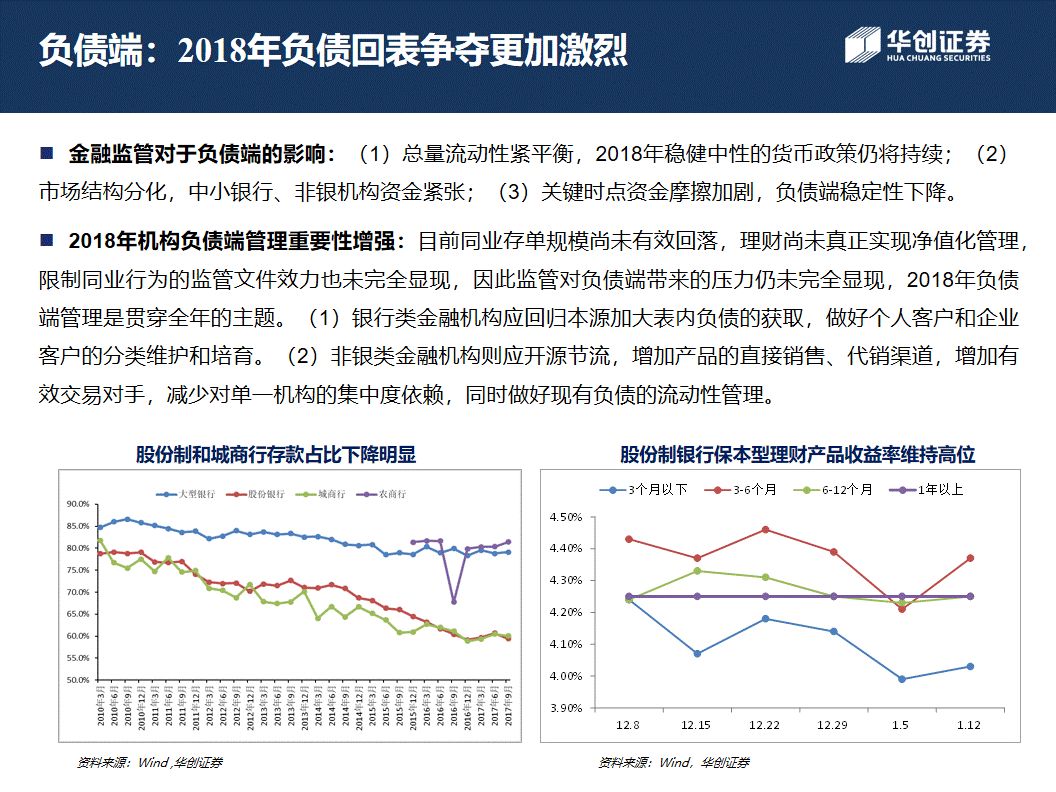 负债端：2018年负债回表争夺更加激烈
华创证券
HUA CHUANG SECURITIES
■ 金融监管对于负债端的影响：（1）总量流动性紧平衡，2018年稳健中性的货币政策仍将持续；（2）
市场结构分化，中小银行、非银机构资金紧张；（3）关键时点资金摩擦加剧，负债端稳定性下降。
■ 2018年机构负债端管理重要性增强：目前同业存单规模尚未有效回落，理财尚未真正实现净值化管理，
限制同业行为的监管文件效力也未完全显现，因此监管对负债端带来的压力仍未完全显现，2018年负债
端管理是贯穿全年的主题。（1）银行类金融机构应回归本源加大表内负债的获取，做好个人客户和企业
客户的分类维护和培育。（2）非银类金融机构则应开源节流，增加产品的直接销售、代销渠道，增加有
效交易对手，减少对单一机构的集中度依赖，同时做好现有负债的流动性管理。
股份制和城商行存款占比下降明显
大型银行 股份银行 城商行 农商行
90.0%
85.0%
80.0%
75.0%
70.0%
65.0%
60.0%
55.0%
50.0%
2010年3月 2010年6月 2010年9月 2010年12月 2011年3月 2011年6月 2011年9月 2011年12月 2012年3月 2012年6月 2012年9月 2012年12月 2013年3月 2013年6月 2013年9月 2013年12月 2014年3月 2014年6月 2014年9月 2014年12月 2015年3月 2015年6月 2015年9月 2015年12月 2016年3月 2016年6月 2016年9月 2016年12月 2017年3月 2017年6月 2017年9月
资料来源：Wind ,华创证券
股份制银行保本型理财产品收益率维持高位
3个月以下 3-6个月 6-12个月 1年以上
4.50%
4.40%
4.30%
4.20%
4.10%
4.00%
3.90%
12.8 12.15 12.22 12.29 1.5 1.12
资料来源：Wind，华创证券